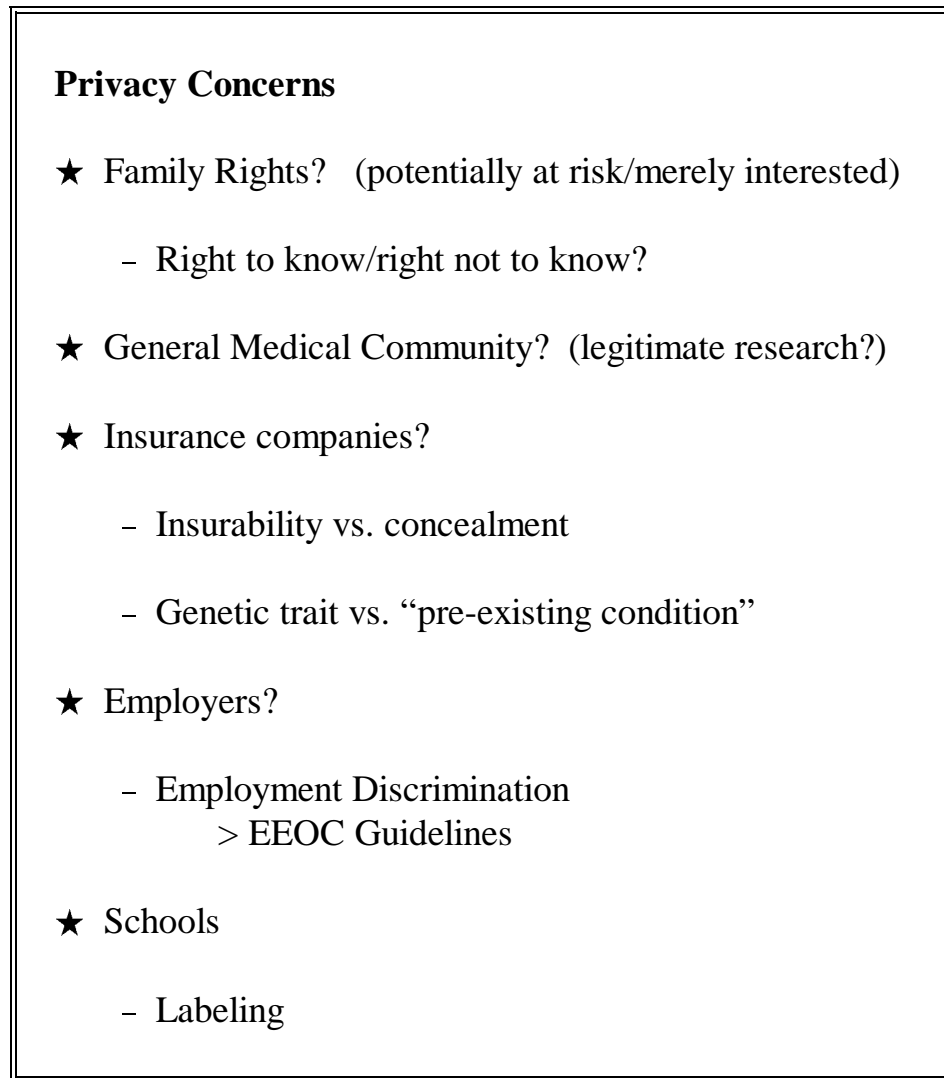 Privacy Concerns
★ Family Rights? (potentially at risk/merely interested)
– Right to know/right not to know?
★ General Medical Community? (legitimate research?)
★ Insurance companies?
– Insurability vs. concealment
– Genetic trait vs. “pre-existing condition”
★ Employers?
– Employment Discrimination
> EEOC Guidelines
★ Schools
– Labeling